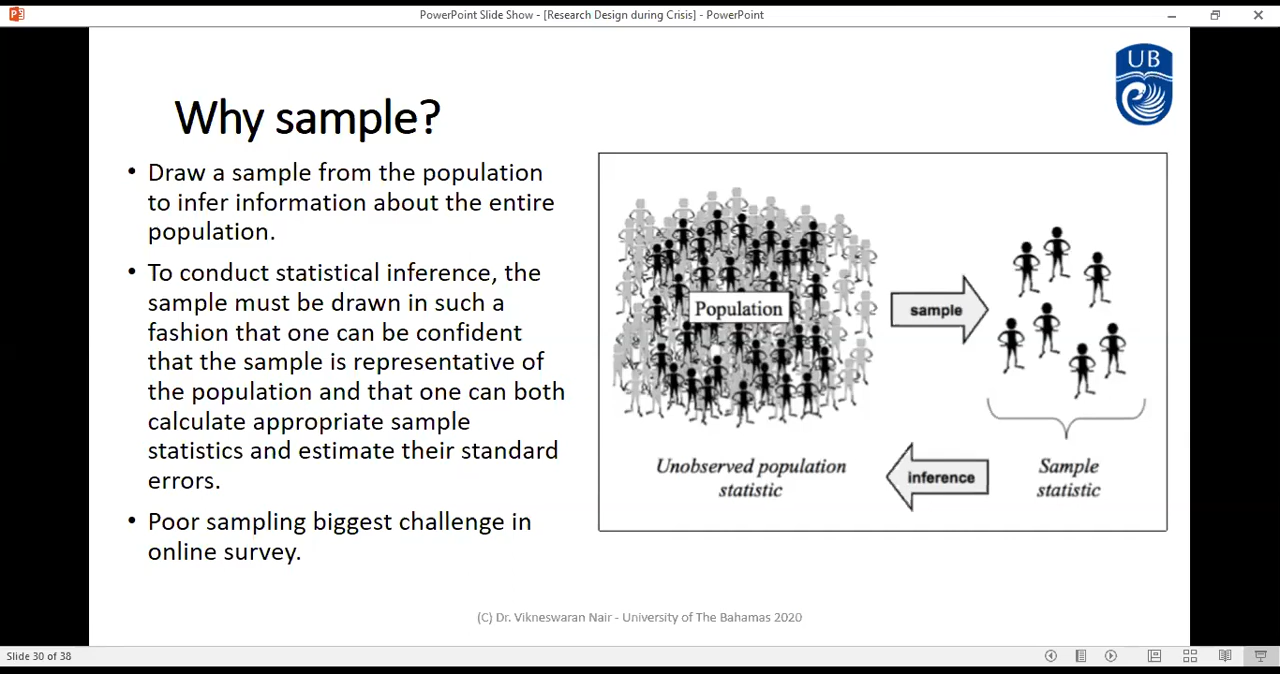 PowerPoint Slide Show - [Research Design during Crisis] - PowerPoint
UB
Why sample?
• Draw a sample from the population
to infer information about the entire
population.
• To conduct statistical inference, the
sample must be drawn in such a
fashion that one can be confident
that the sample is representative of
the population and that one can both
calculate appropriate sample
statistics and estimate their standard
errors.
• Poor sampling biggest challenge in
online survey.
Population
sample
Unobserved population
statistic
inference
Sample
statistic
(C) Dr. Vikneswaran Nair - University of The Bahamas 2020
Slide 30 of 38